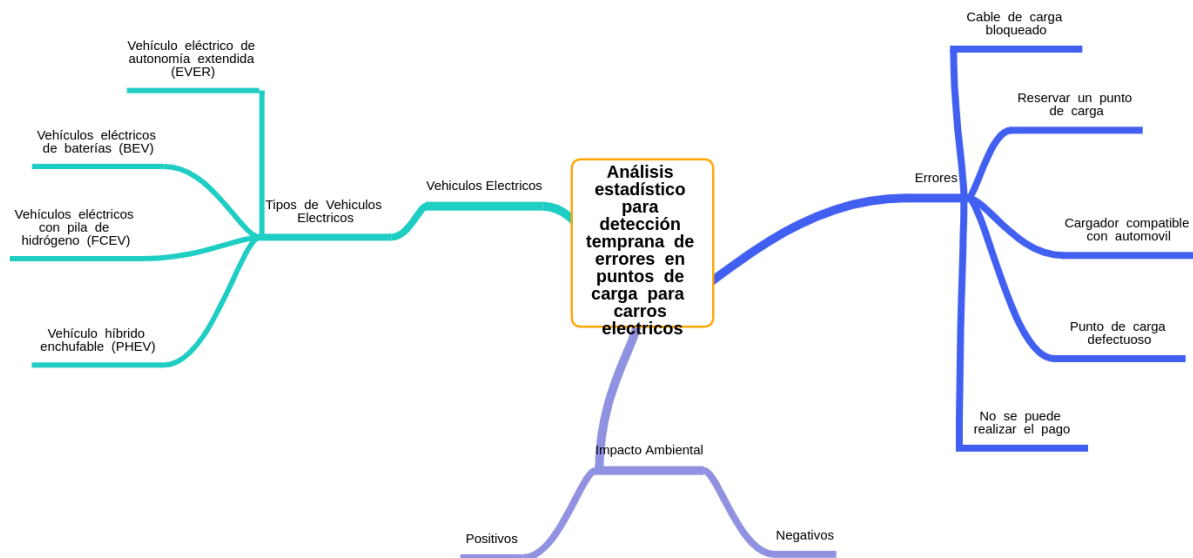 Vehículo eléctrico de
autonomía extendida
(EVER)
Vehículos eléctricos
de baterías (BEV)
Vehículos eléctricos
con pila de
hidrógeno (FCEV)
Vehículo híbrido
enchufable (PHEV)
Tipos de Vehiculos
Electricos
Vehiculos Electricos
Análisis
estadístico
para
detección
temprana de
errores en
puntos de
carga para
carros
electricos
Errores
Cable de carga
bloqueado
Reservar un punto
de carga
Cargador compatible
con automovil
Punto de carga
defectuoso
No se puede
realizar el pago
Impacto Ambiental
Positivos
Negativos